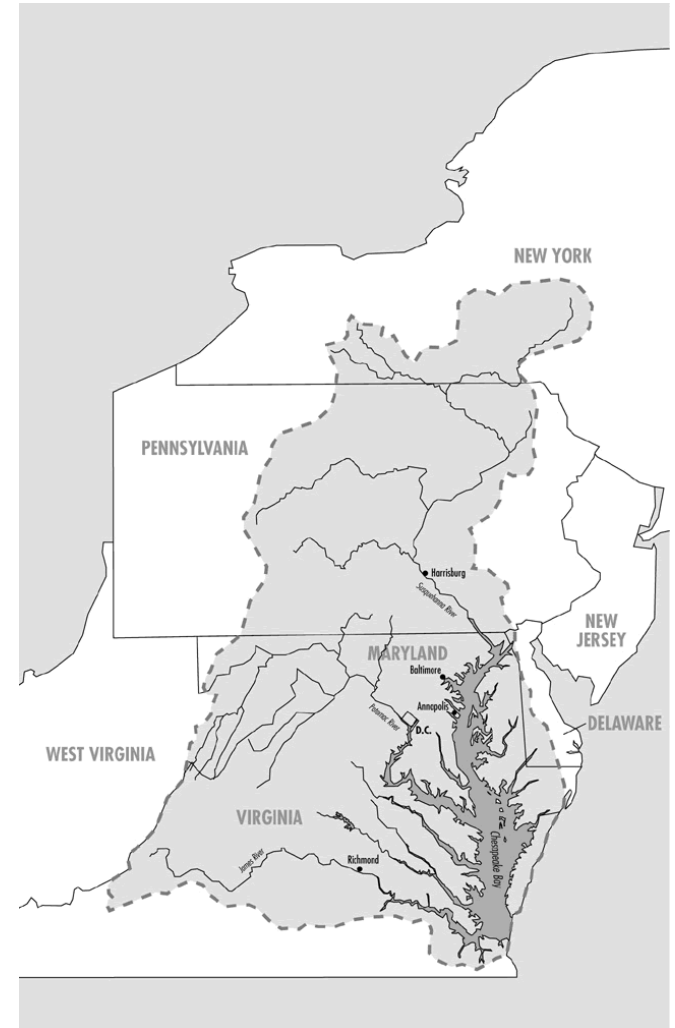 NEW YORK
PENNSYLVANIA
Harrisburg
Susquehanna River
NEW
JERSEY
MARYLAND
Baltimore
Annapolis
Potomac River
D.C.
DELAWARE
WEST VIRGINIA
VIRGINIA
Chesapeake Bay
James River
Richmond